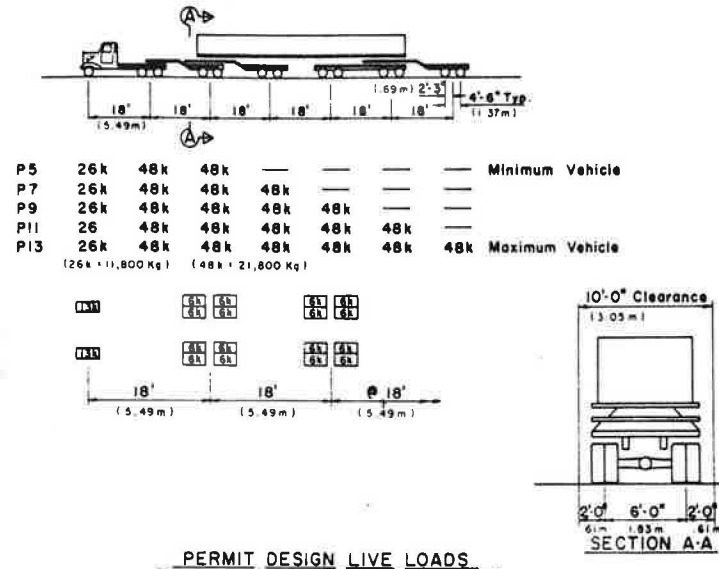 A A
(.69m) 2'-3" 4'-6" Typ.
18' 18' 18' 18' 18' 18' (1.37m)
(5.49m)
A
P5 26k 48k 48k — — — — Minimum Vehicle
P7 26k 48k 48k 48k — — —
P9 26k 48k 48k 48k 48k — —
P11 26 48k 48k 48k 48k 48k —
P13 26k 48k 48k 48k 48k 48k 48k Maximum Vehicle
(26k = 11,800 Kg) (48k = 21,800 Kg)
10'-0" Clearance
(3.05m)
13k 6k 6k 6k 6k
6k 6k 6k 6k
13k 6k 6k 6k 6k
6k 6k 6k 6k
18' 18' @ 18'
(5.49m) (5.49m) (5.49m)
2'-0" 6'-0" 2'-0"
.61m 1.83m .61m
SECTION A-A
PERMIT DESIGN LIVE LOADS